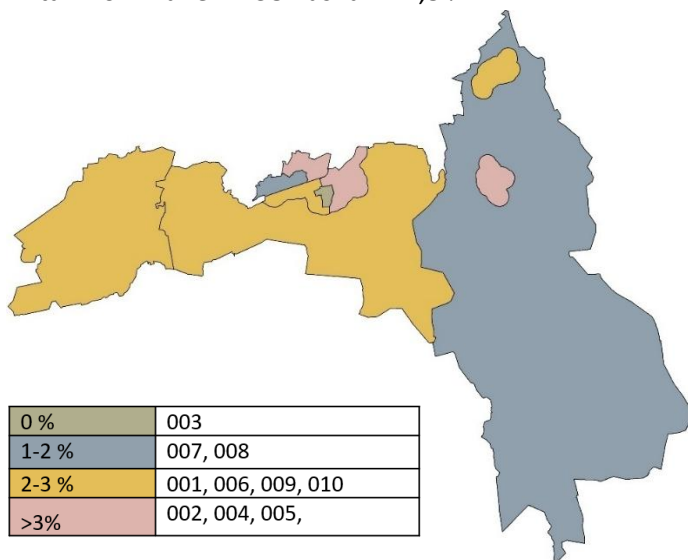 0 % 003
1-2 % 007, 008
2-3 % 001, 006, 009, 010
>3% 002, 004, 005,